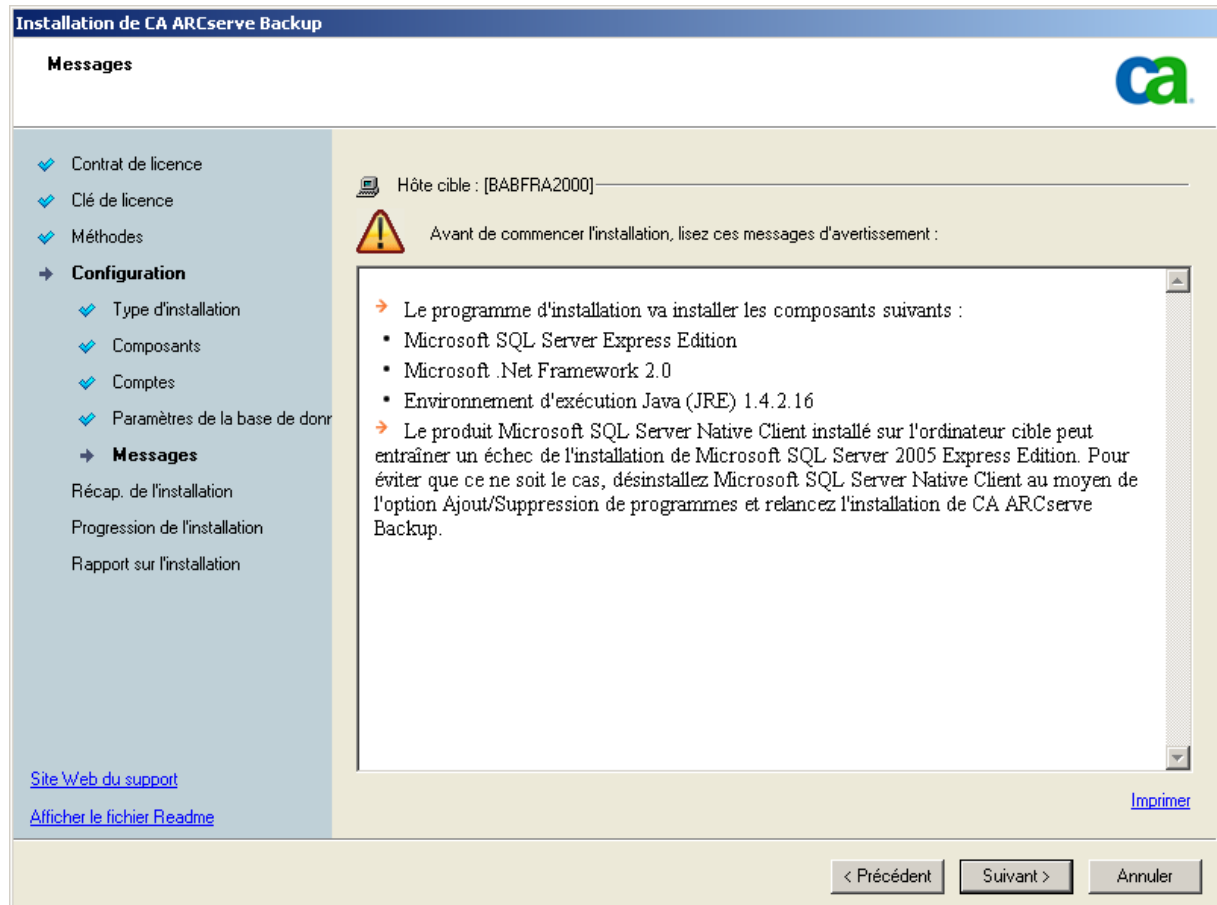 Installation de CA ARCserve Backup
Messages
ca
Contrat de licence
Clé de licence
Méthodes
Configuration
Type d'installation
Composants
Comptes
Paramètres de la base de donr
Messages
Récap. de l'installation
Progression de l'installation
Rapport sur l'installation
Site Web du support
Afficher le fichier Readme
Hôte cible : [BABFRA2000]
Avant de commencer l'installation, lisez ces messages d'avertissement :
Le programme d'installation va installer les composants suivants :
• Microsoft SQL Server Express Edition
• Microsoft .Net Framework 2.0
• Environnement d'exécution Java (JRE) 1.4.2.16
Le produit Microsoft SQL Server Native Client installé sur l'ordinateur cible peut
entraîner un échec de l'installation de Microsoft SQL Server 2005 Express Edition. Pour
éviter que ce ne soit le cas, désinstallez Microsoft SQL Server Native Client au moyen de
l'option Ajout/Suppression de programmes et relancez l'installation de CA ARCserve
Backup.
Imprimer
< Précédent
Suivant >
Annuler